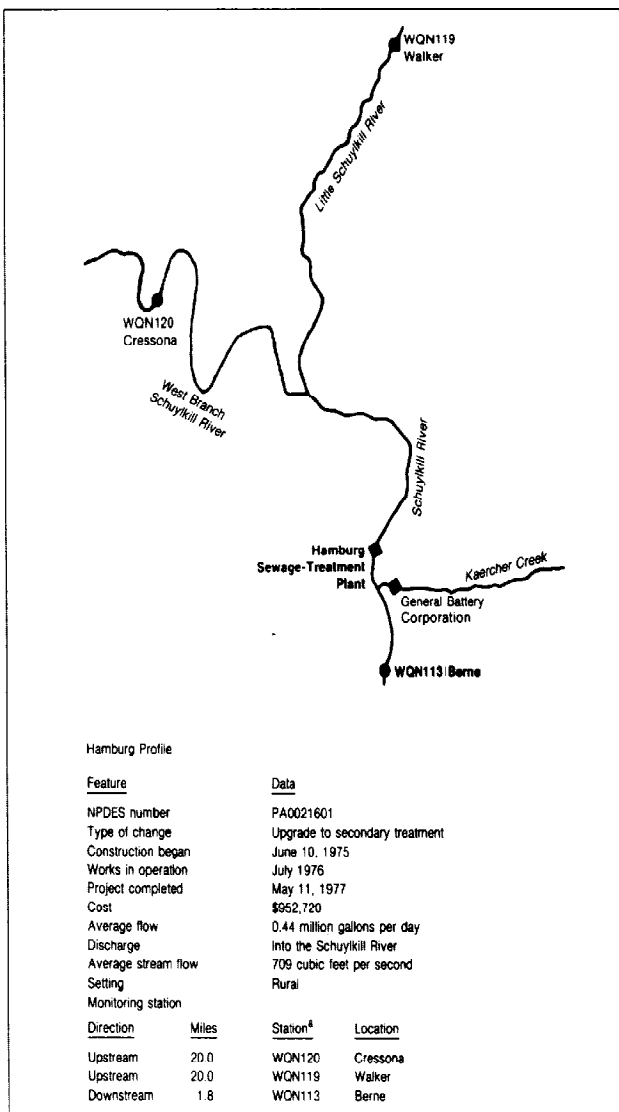 WQN119
Walker
Little Schuylkill River
WQN120
Cressona
West Branch
Schuylkill River
Schuylkill River
Hamburg
Sewage-Treatment
Plant
Kaercher Creek
General Battery
Corporation
WQN113 Berne
Hamburg Profile
Feature Data
NPDES number PA0021601
Type of change Upgrade to secondary treatment
Construction began June 10, 1975
Works in operation July 1976
Project completed May 11, 1977
Cost $952,720
Average flow 0.44 million gallons per day
Discharge Into the Schuylkill River
Average stream flow 709 cubic feet per second
Setting Rural
Monitoring station
Direction Miles Stationa Location
Upstream 20.0 WQN120 Cressona
Upstream 20.0 WQN119 Walker
Downstream 1.8 WQN113 Berne